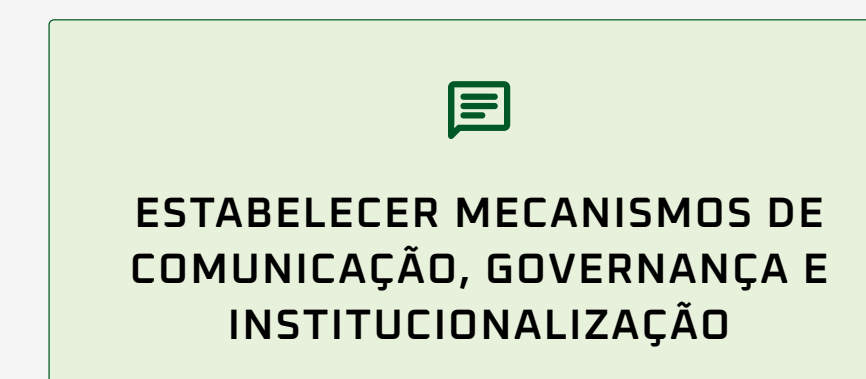 ESTABELECER MECANISMOS DE
COMUNICAÇÃO, GOVERNANÇA E
INSTITUCIONALIZAÇÃO